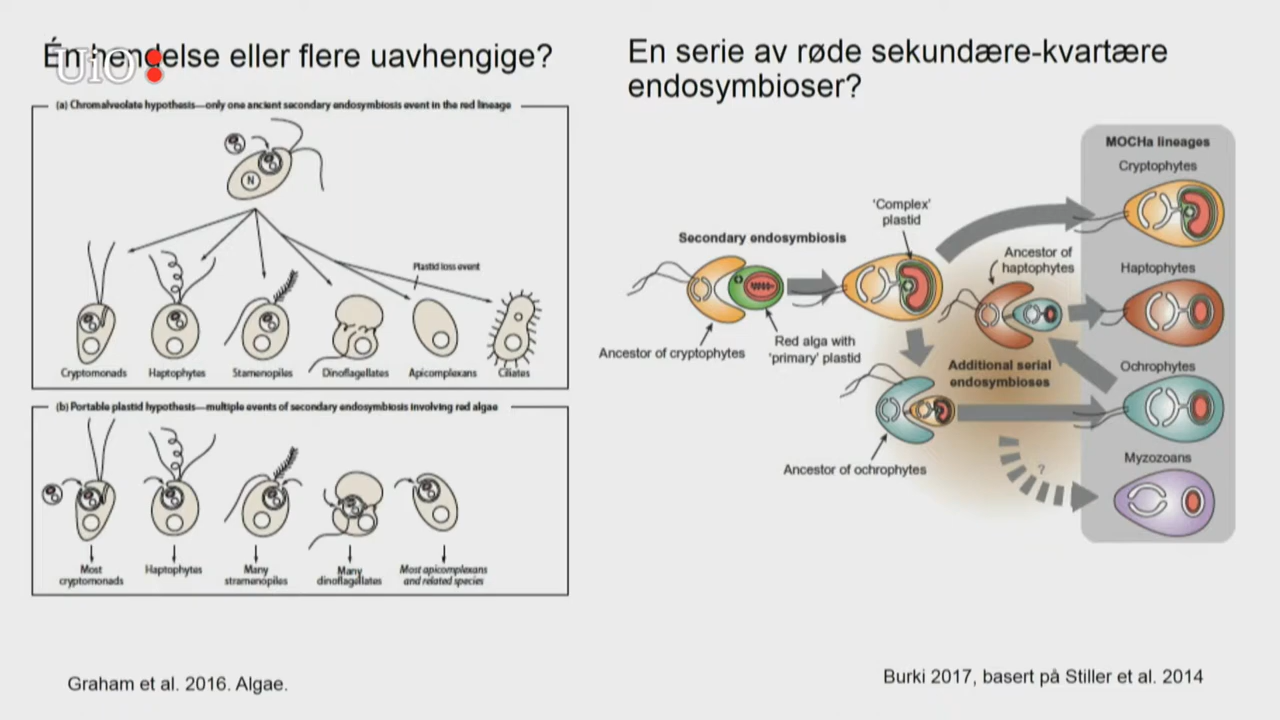 Én hendelse eller flere uavhengige?
UiO:
(a) Chromalveolate hypothesis—only one ancient secondary endosymbiosis event in the red lineage
N
Plastid loss event
Cryptomonads Haptophytes Stamenopiles Dinoflagellates Apicomplexans Ciliates
(b) Portable plastid hypothesis—multiple events of secondary endosymbiosis involving red algae
Most
cryptomonads
Haptophytes
Many
stramenopiles
Many
dinoflagellates
Most apicomplexans
and related species
Graham et al. 2016. Algae.
En serie av røde sekundære-kvartære
endosymbioser?
MOCHa lineages
Cryptophytes
'Complex'
plastid
Secondary endosymbiosis
Ancestor of
haptophytes
Haptophytes
Red alga with
'primary' plastid
Ancestor of cryptophytes
Additional serial
endosymbioses
Ochrophytes
Ancestor of ochrophytes
?
Myzozoans
Burki 2017, basert på Stiller et al. 2014